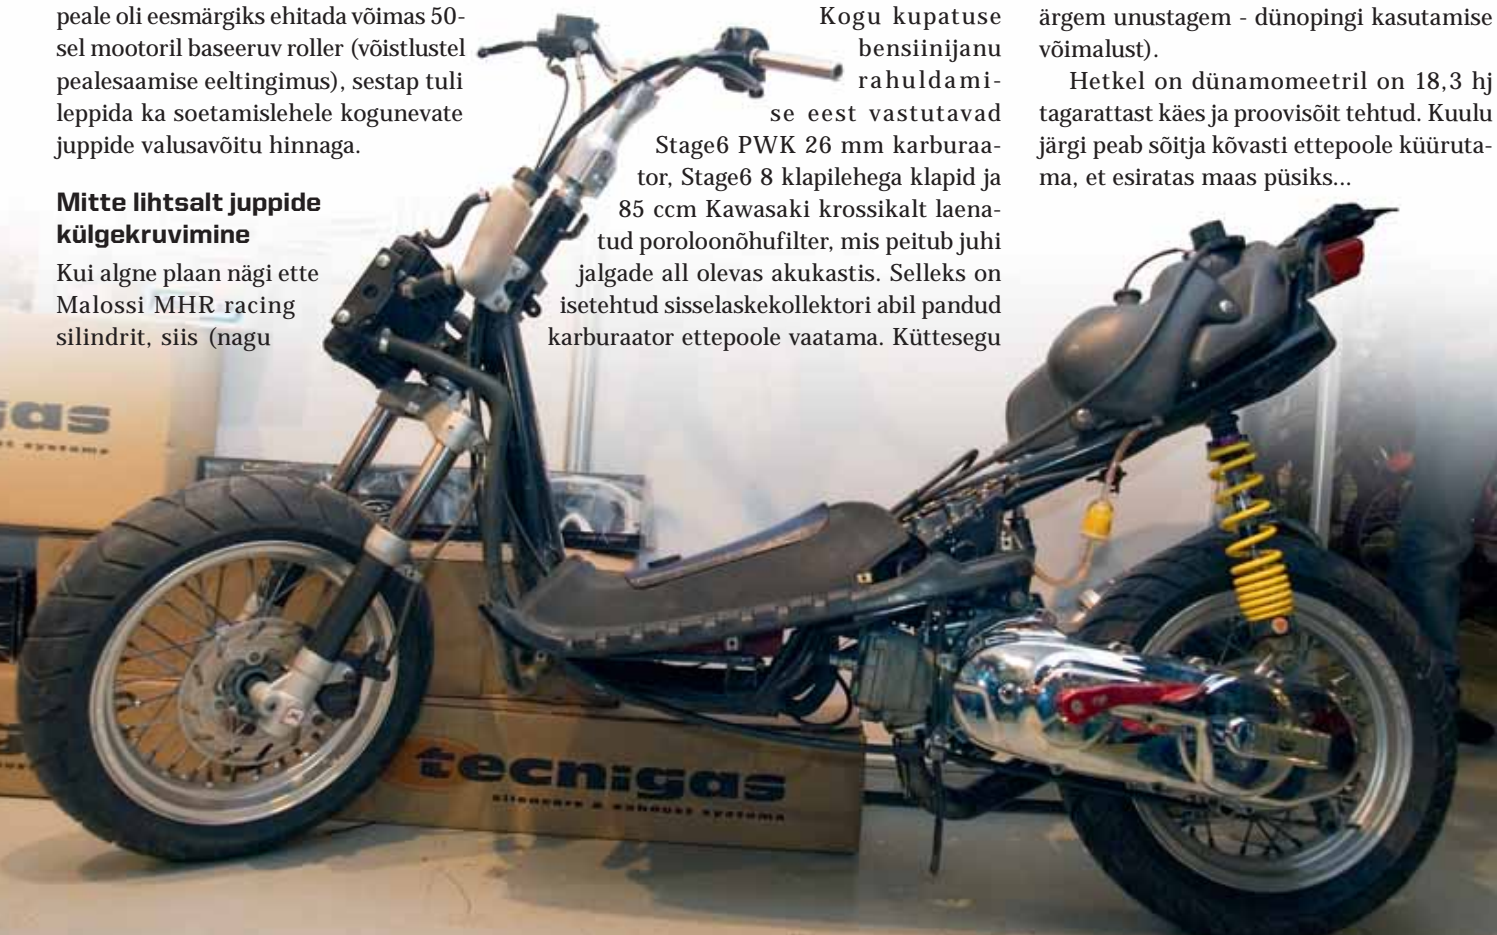 peale oli eesmärgiks ehitada võimas 50-
sel mootoril baseeruv roller (võistlustel
pealesaamise eeltingimus), sestap tuli
leppida ka soetamislehele kogunevate
juppide valusavõitu hinnaga.
Mitte lihtsalt juppide
külgekruvimine
Kui algne plaan nägi ette
Malossi MHR racing
silindrit, siis (nagu
Kogu kupatuse
bensiinijanu
rahuldami-
se eest vastutavad
Stage6 PWK 26 mm karburaa-
tor, Stage6 8 klapilehega klapid ja
85 ccm Kawasaki krossikalt laena-
tud poroloonõhufilter, mis peitub juhi
jalgade all olevas akukastis. Selleks on
isetehtud sisselaskekollektori abil pandud
karburaator ettepoole vaatama. Küttesegu
ärgem unustagem - dünopingi kasutamise
võimalust).
Hetkel on dünamomeetril on 18,3 hj
tagarattast käes ja proovisõit tehtud. Kuulu
järgi peab sõitja kõvasti ettepoole küüruta-
ma, et esiratas maas püsiks...
gas
systems
tecnigas
silencers & exhaust systems